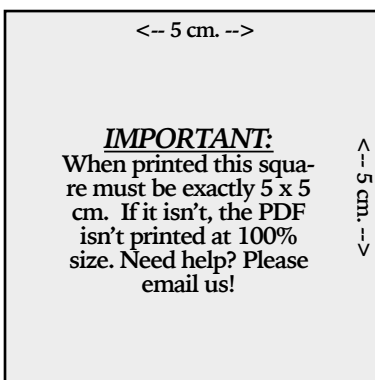 <-- 5 cm. -->
IMPORTANT:
When printed this squa-
re must be exactly 5 x 5
cm.  If it isn’t, the PDF
isn’t printed at 100%
size. Need help? Please
email us!
<-- 5 cm. -->